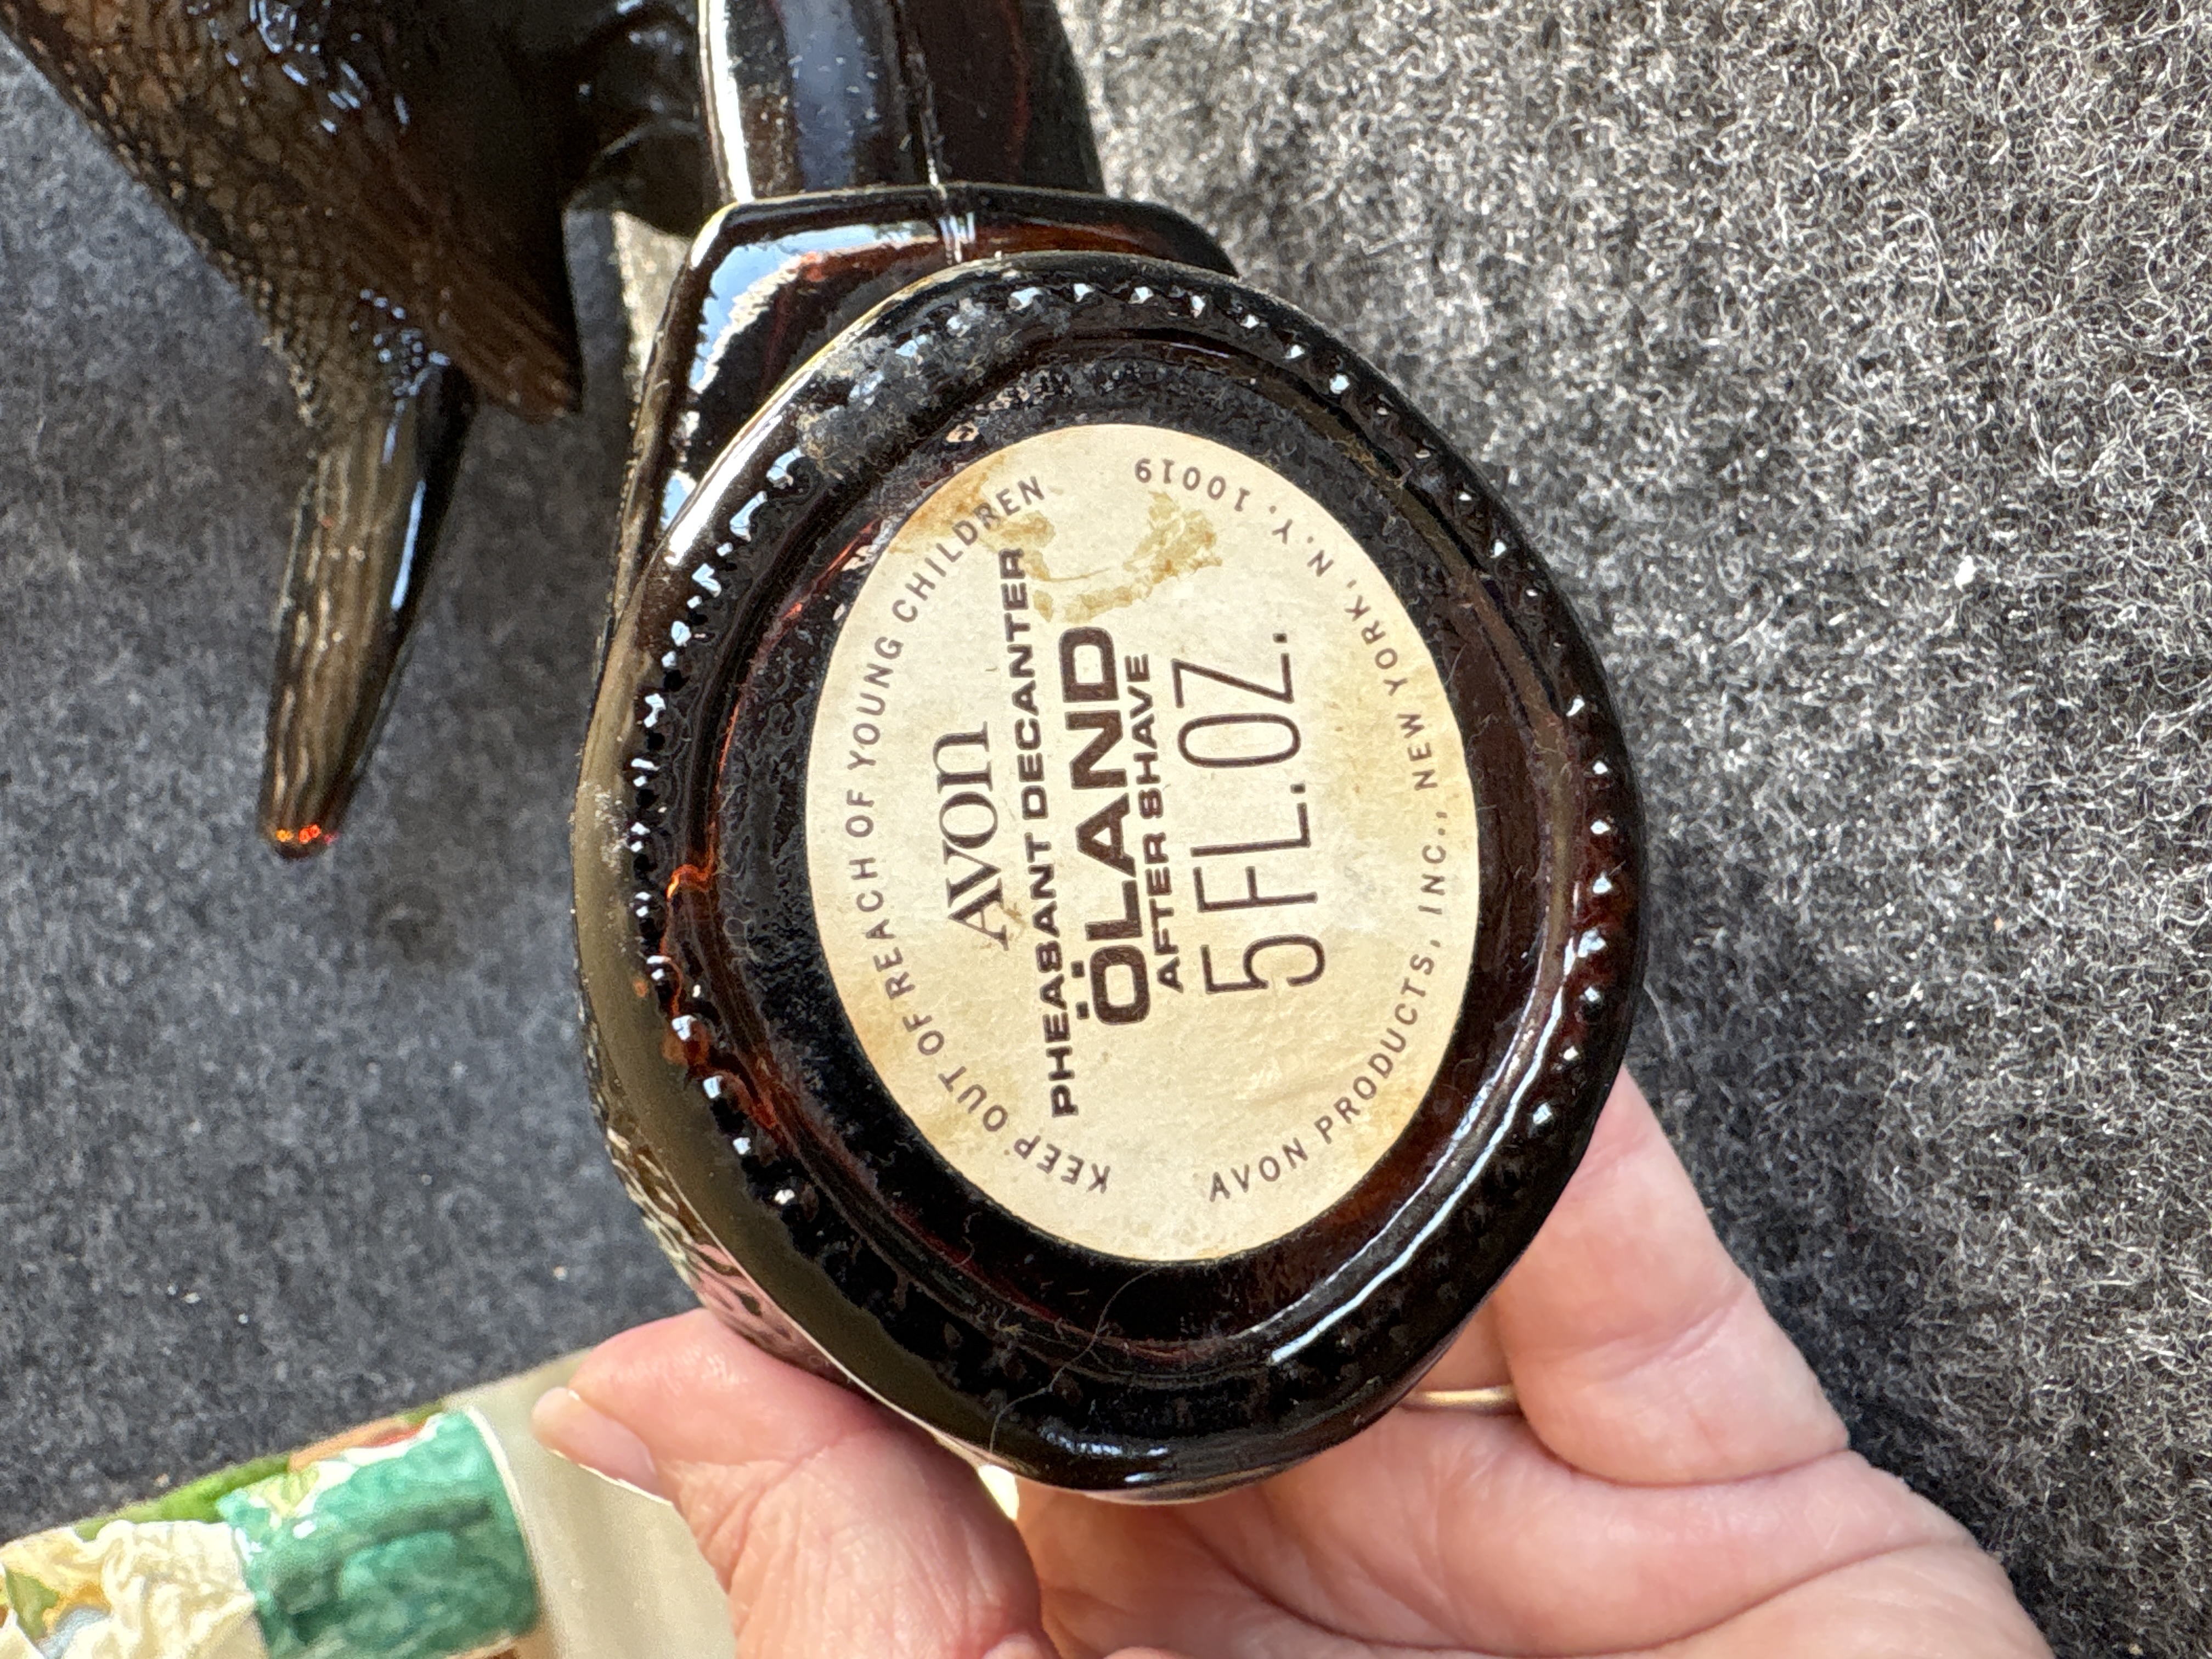 KEEP OUT OF REACH OF YOUNG CHILDREN
Avon
PHEASANT DECANTER
ÖLAND
AFTER SHAVE
5 FL. OZ.
AVON PRODUCTS, INC., NEW YORK, N.Y. 10019